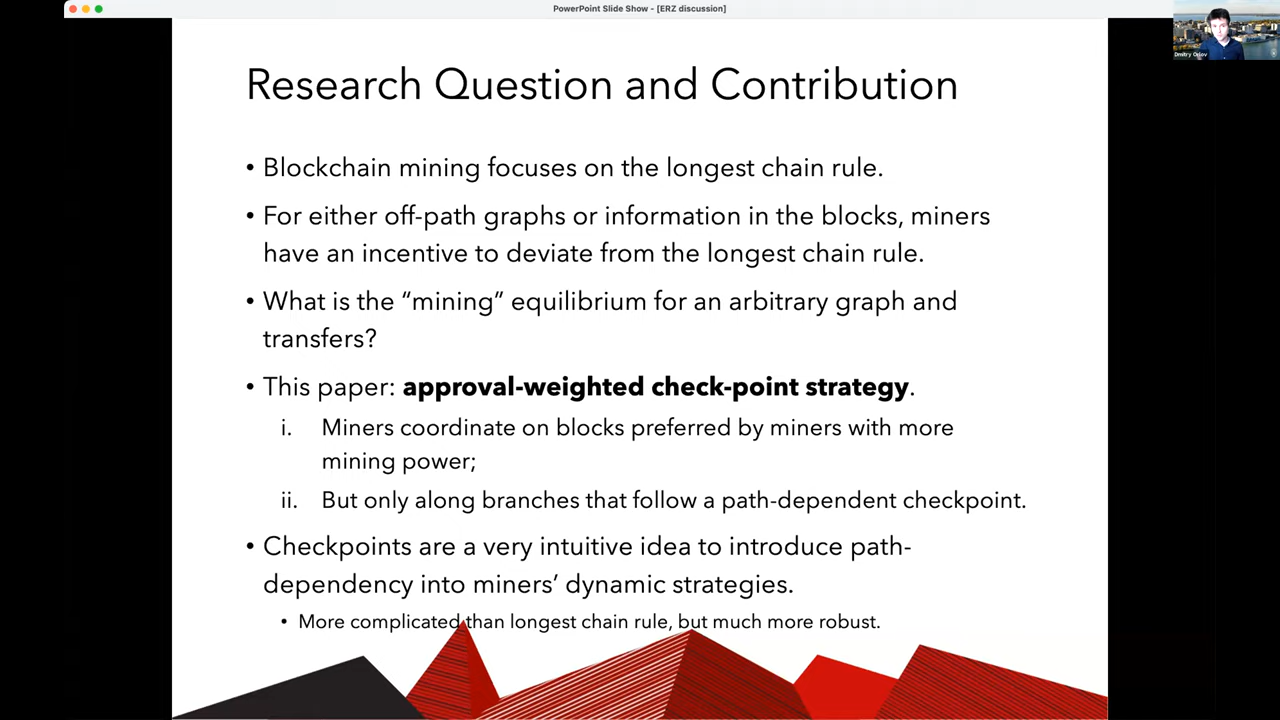 PowerPoint Slide Show - [ERZ discussion]
Dmitry Orlov
Research Question and Contribution
• Blockchain mining focuses on the longest chain rule.
• For either off-path graphs or information in the blocks, miners
have an incentive to deviate from the longest chain rule.
• What is the “mining” equilibrium for an arbitrary graph and
transfers?
• This paper: approval-weighted check-point strategy.
i. Miners coordinate on blocks preferred by miners with more
mining power;
ii. But only along branches that follow a path-dependent checkpoint.
• Checkpoints are a very intuitive idea to introduce path-
dependency into miners’ dynamic strategies.
• More complicated than longest chain rule, but much more robust.